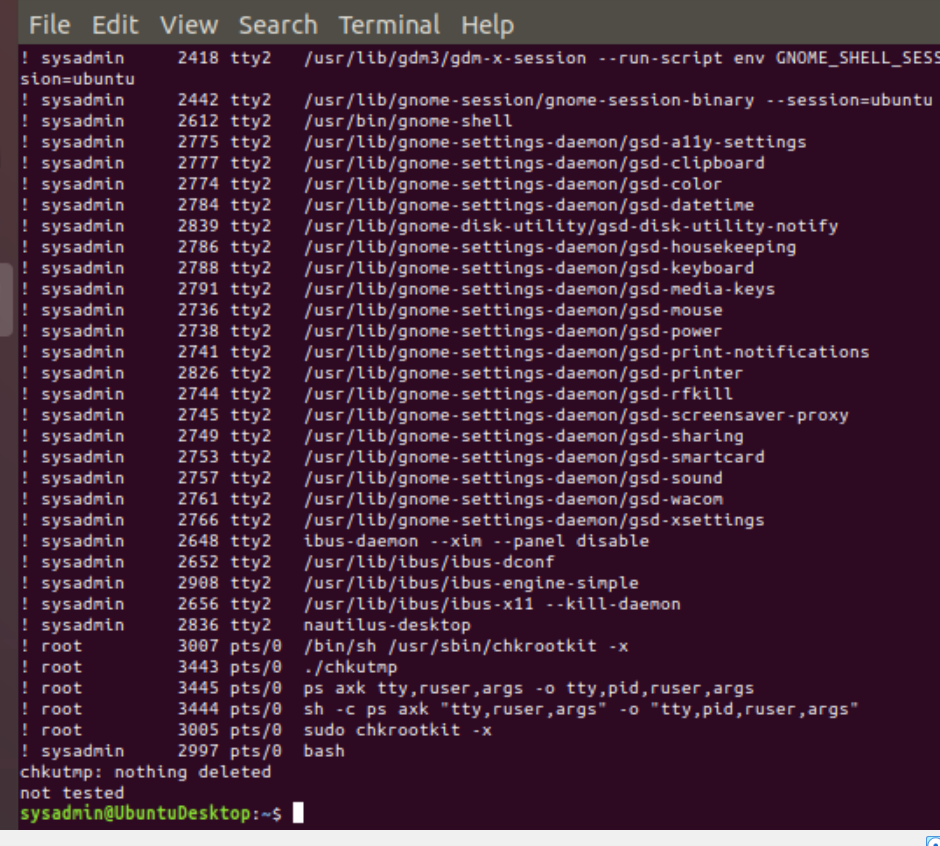 File Edit View Search Terminal Help
! sysadmin 2418 tty2 /usr/lib/gdm3/gdm-x-session --run-script env GNOME_SHELL_SESS
sion=ubuntu
! sysadmin 2442 tty2 /usr/lib/gnome-session/gnome-session-binary --session=ubuntu
! sysadmin 2612 tty2 /usr/bin/gnome-shell
! sysadmin 2775 tty2 /usr/lib/gnome-settings-daemon/gsd-a11y-settings
! sysadmin 2777 tty2 /usr/lib/gnome-settings-daemon/gsd-clipboard
! sysadmin 2774 tty2 /usr/lib/gnome-settings-daemon/gsd-color
! sysadmin 2784 tty2 /usr/lib/gnome-settings-daemon/gsd-datetime
! sysadmin 2839 tty2 /usr/lib/gnome-disk-utility/gsd-disk-utility-notify
! sysadmin 2786 tty2 /usr/lib/gnome-settings-daemon/gsd-housekeeping
! sysadmin 2788 tty2 /usr/lib/gnome-settings-daemon/gsd-keyboard
! sysadmin 2791 tty2 /usr/lib/gnome-settings-daemon/gsd-media-keys
! sysadmin 2736 tty2 /usr/lib/gnome-settings-daemon/gsd-mouse
! sysadmin 2738 tty2 /usr/lib/gnome-settings-daemon/gsd-power
! sysadmin 2741 tty2 /usr/lib/gnome-settings-daemon/gsd-print-notifications
! sysadmin 2826 tty2 /usr/lib/gnome-settings-daemon/gsd-printer
! sysadmin 2744 tty2 /usr/lib/gnome-settings-daemon/gsd-rfkill
! sysadmin 2745 tty2 /usr/lib/gnome-settings-daemon/gsd-screensaver-proxy
! sysadmin 2749 tty2 /usr/lib/gnome-settings-daemon/gsd-sharing
! sysadmin 2753 tty2 /usr/lib/gnome-settings-daemon/gsd-smartcard
! sysadmin 2757 tty2 /usr/lib/gnome-settings-daemon/gsd-sound
! sysadmin 2761 tty2 /usr/lib/gnome-settings-daemon/gsd-wacom
! sysadmin 2766 tty2 /usr/lib/gnome-settings-daemon/gsd-xsettings
! sysadmin 2648 tty2 ibus-daemon --xim --panel disable
! sysadmin 2652 tty2 /usr/lib/ibus/ibus-dconf
! sysadmin 2908 tty2 /usr/lib/ibus/ibus-engine-simple
! sysadmin 2656 tty2 /usr/lib/ibus/ibus-x11 --kill-daemon
! sysadmin 2836 tty2 nautilus-desktop
! root 3007 pts/0 /bin/sh /usr/sbin/chkrootkit -x
! root 3443 pts/0 ./chkutmp
! root 3445 pts/0 ps axk tty,ruser,args -o tty,pid,ruser,args
! root 3444 pts/0 sh -c ps axk "tty,ruser,args" -o "tty,pid,ruser,args"
! root 3005 pts/0 sudo chkrootkit -x
! sysadmin 2997 pts/0 bash
chkutmp: nothing deleted
not tested
sysadmin@UbuntuDesktop:~$